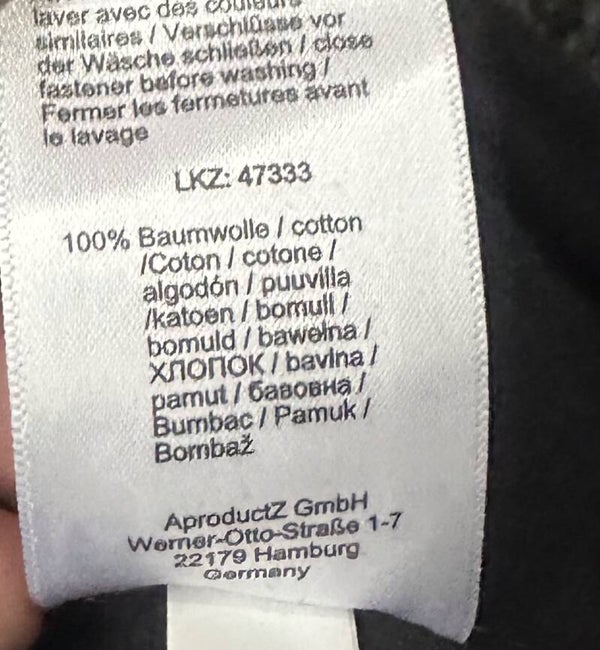 laver avec des couleurs
similaires / Verschlüsse vor
der Wäsche schließen / close
fastener before washing /
Fermer les fermetures avant
le lavage
LKZ: 47333
100% Baumwolle / cotton
/Coton / cotone /
algodón / puuvilla
/katoen / bomull /
bomuld / bawełna /
ХЛОПОК / bavlna /
pamut / бавовна /
Bumbac / Pamuk /
Bombaž
AproductZ GmbH
Werner-Otto-Straße 1-7
22179 Hamburg
Germany